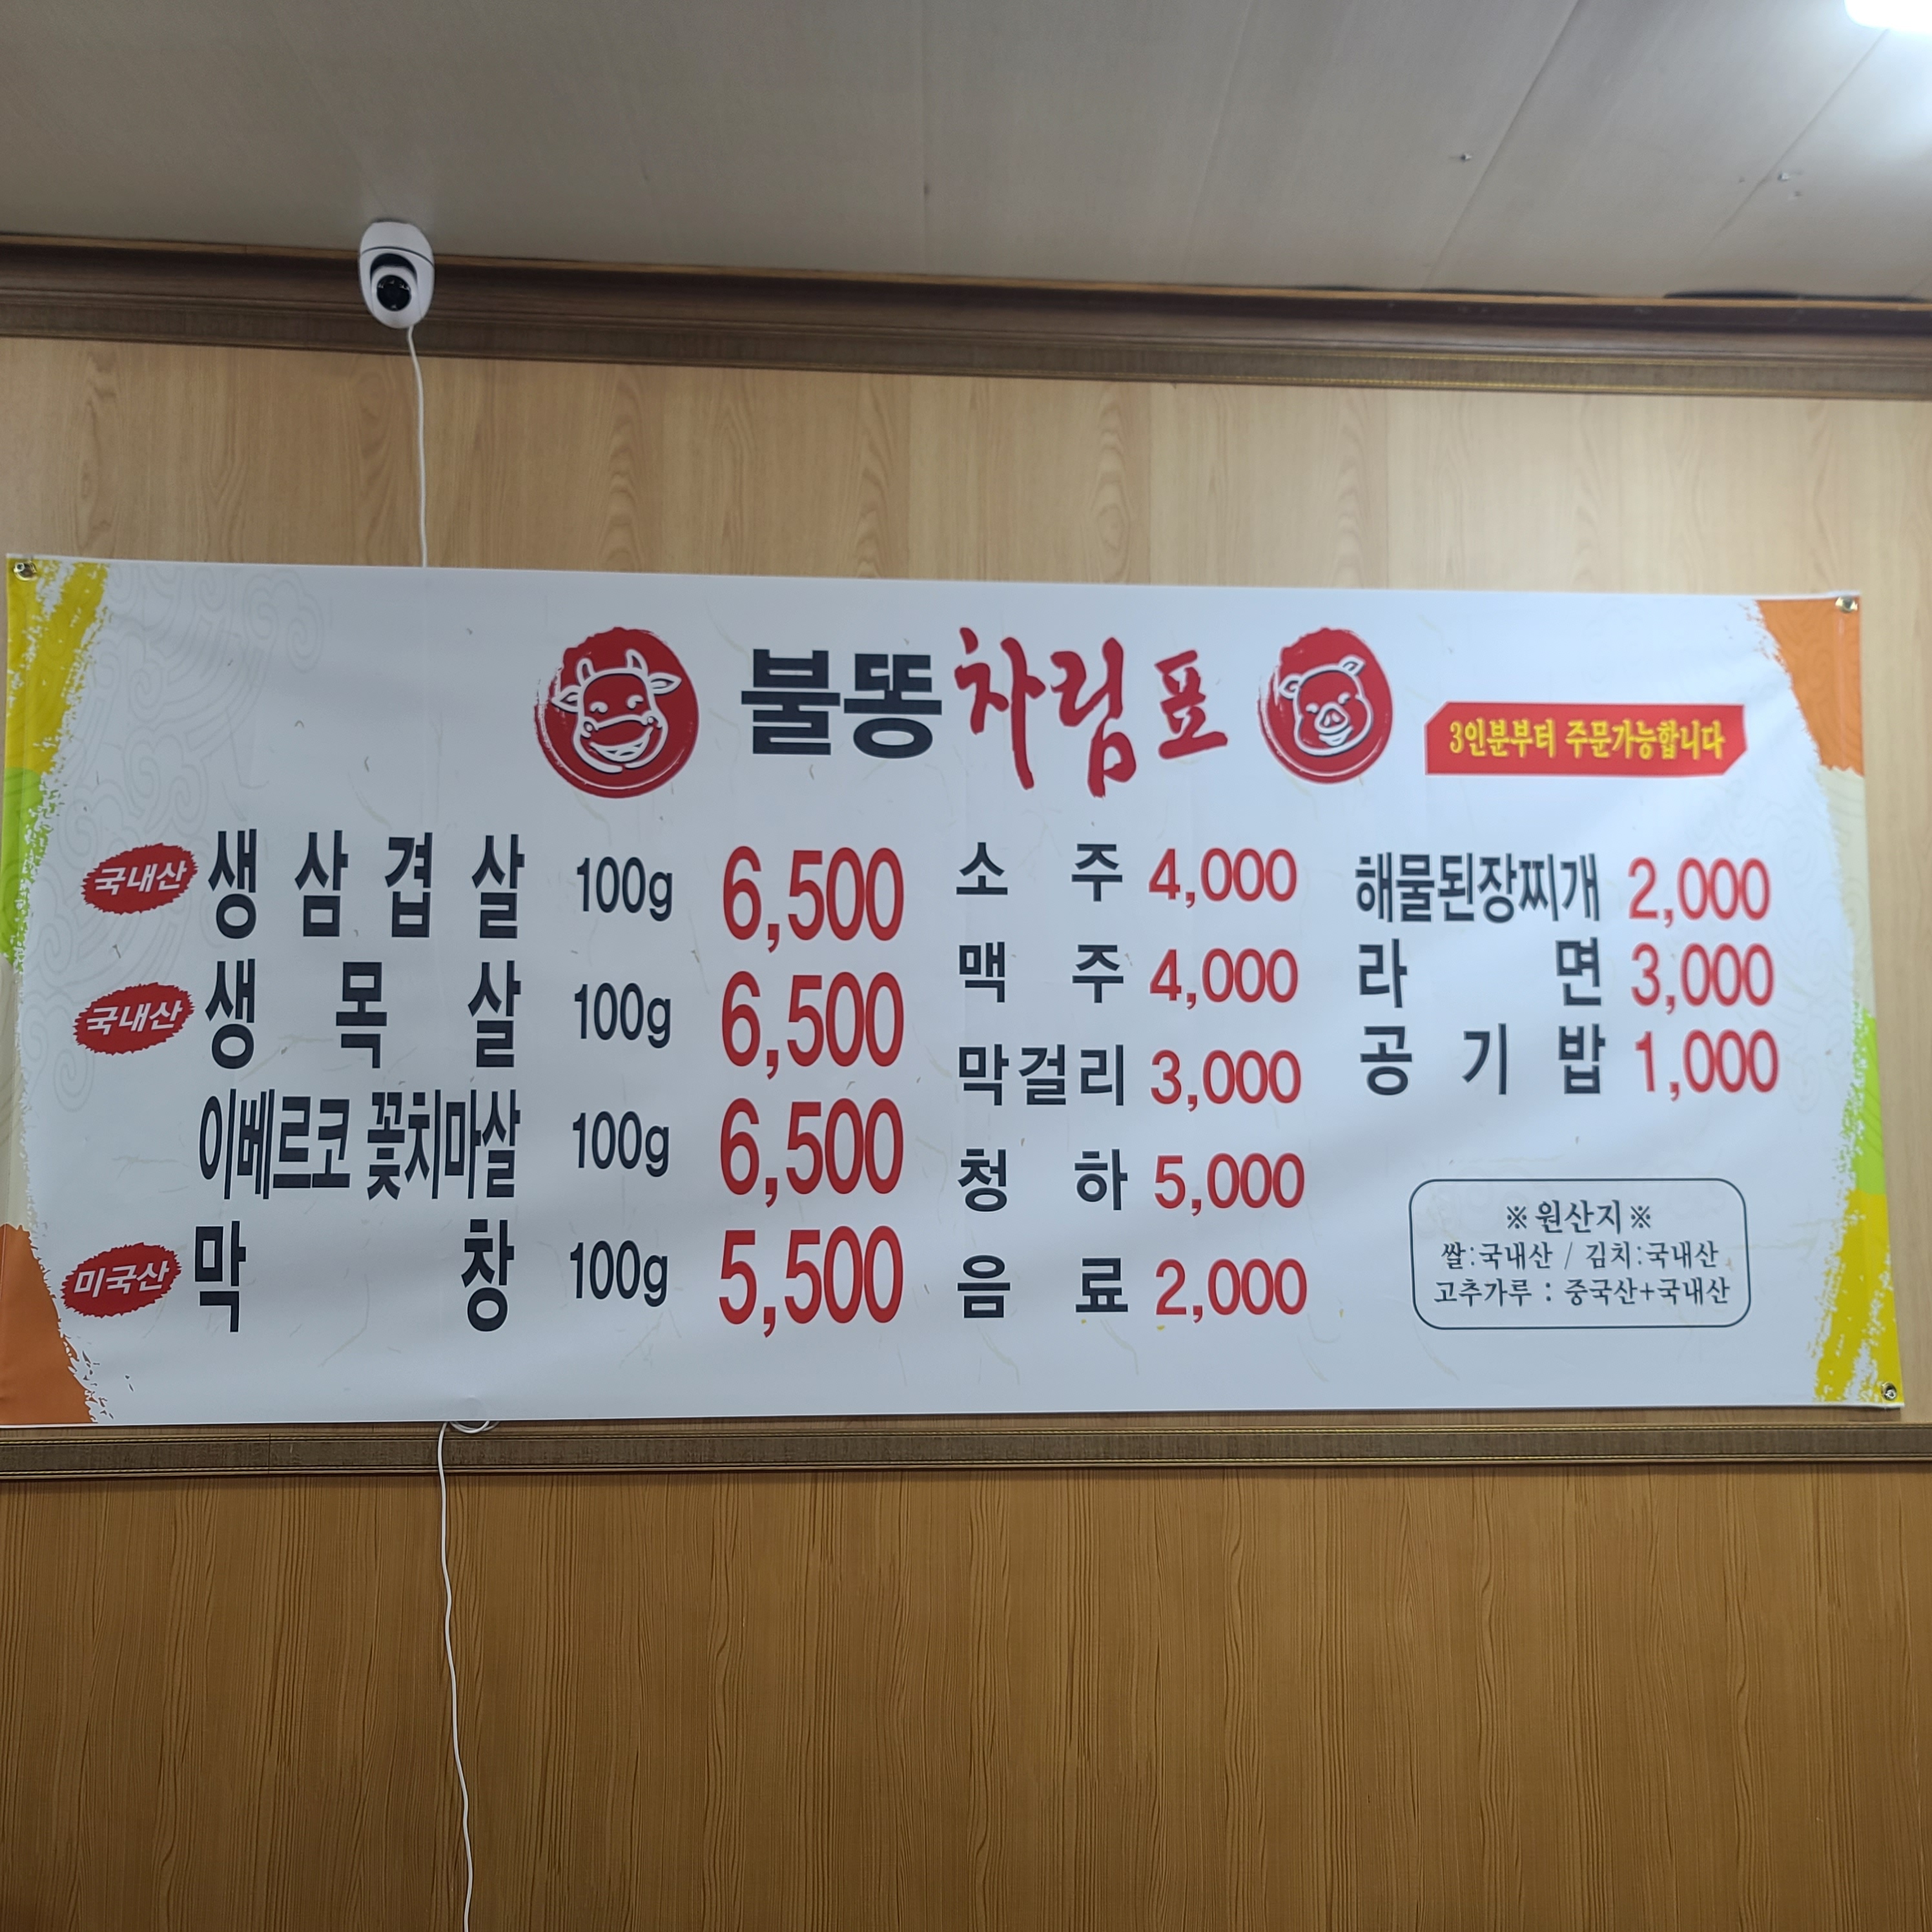 불똥차림표
3인분부터 주문가능합니다
국내산 생삼겹살 100g 6,500
국내산 생목살 100g 6,500
이베르코 꽃치마살 100g 6,500
미국산 막창 100g 5,500
소주 4,000
맥주 4,000
막걸리 3,000
청하 5,000
음료 2,000
해물된장찌개 2,000
라면 3,000
공기밥 1,000
※원산지※
쌀:국내산 / 김치:국내산
고추가루 : 중국산+국내산